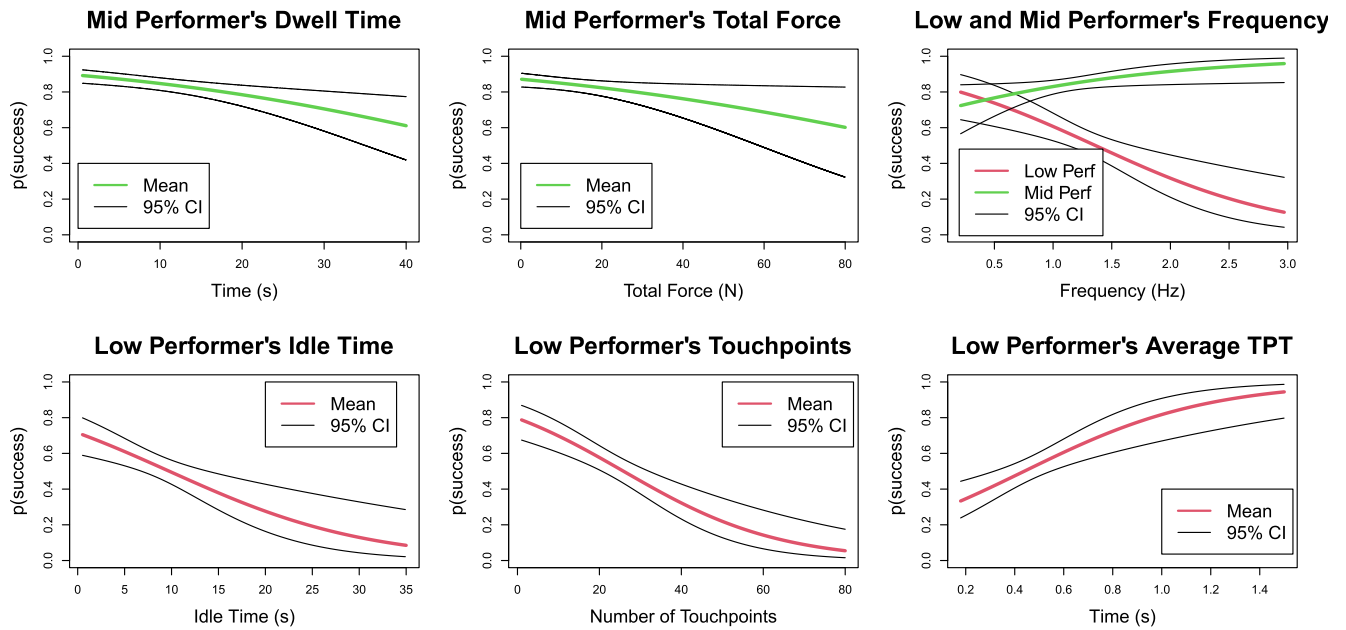 Mid Performer's Dwell Time
p(success)
1.0
0.8
0.6
0.4
0.2
0.0
Mean
95% CI
0 10 20 30 40
Time (s)
Mid Performer's Total Force
p(success)
1.0
0.8
0.6
0.4
0.2
0.0
Mean
95% CI
0 20 40 60 80
Total Force (N)
Low and Mid Performer's Frequency
p(success)
1.0
0.8
0.6
0.4
0.2
0.0
Low Perf
Mid Perf
95% CI
0.5 1.0 1.5 2.0 2.5 3.0
Frequency (Hz)
Low Performer's Idle Time
p(success)
1.0
0.8
0.6
0.4
0.2
0.0
Mean
95% CI
0 5 10 15 20 25 30 35
Idle Time (s)
Low Performer's Touchpoints
p(success)
1.0
0.8
0.6
0.4
0.2
0.0
Mean
95% CI
0 20 40 60 80
Number of Touchpoints
Low Performer's Average TPT
p(success)
1.0
0.8
0.6
0.4
0.2
0.0
Mean
95% CI
0.2 0.4 0.6 0.8 1.0 1.2 1.4
Time (s)